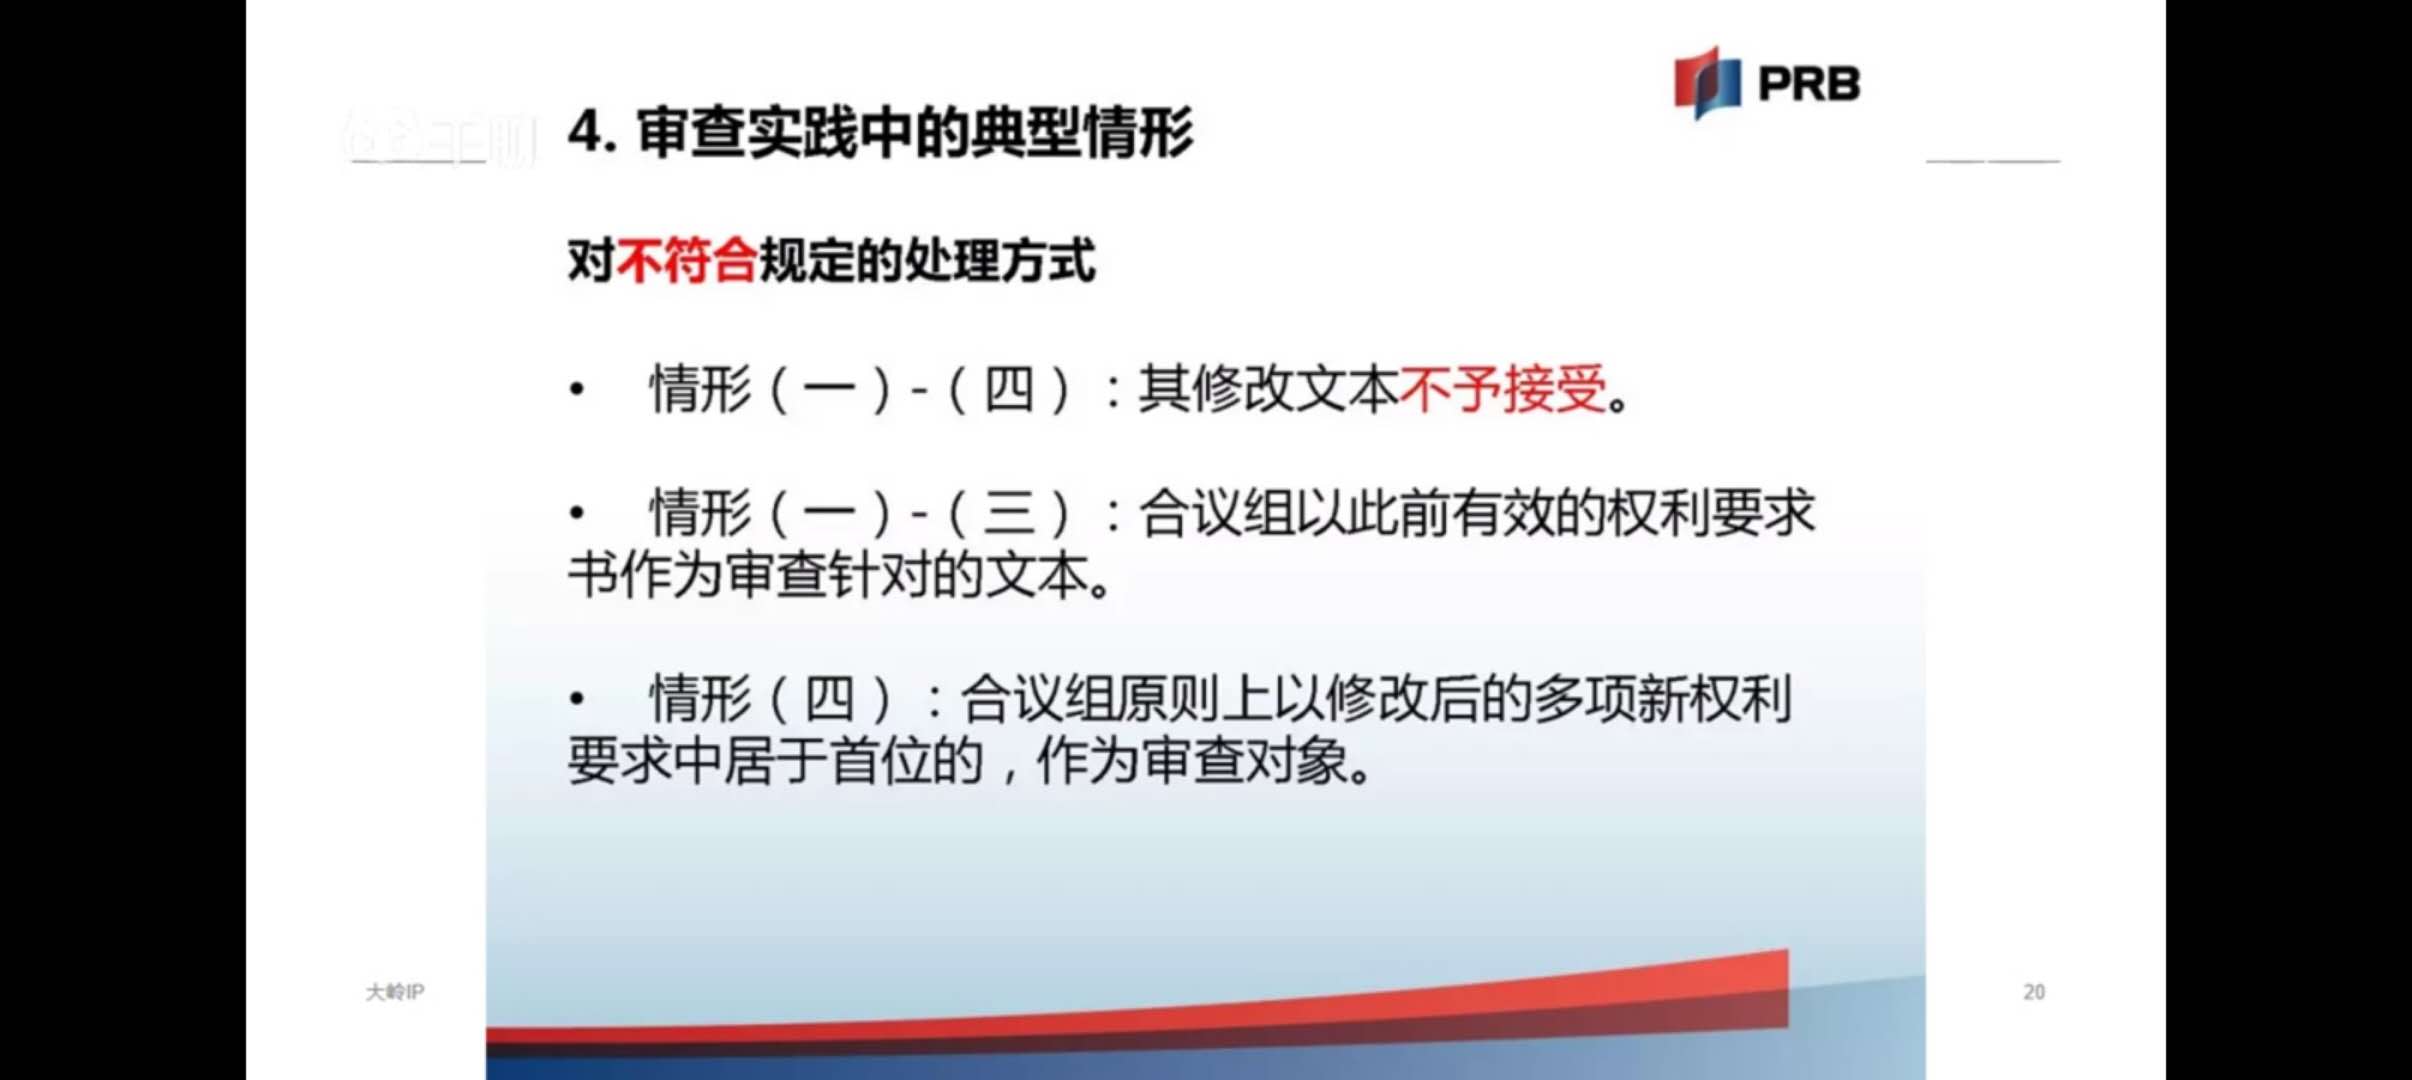 PRB
4. 审查实践中的典型情形
对不符合规定的处理方式
• 情形（一）-（四）：其修改文本不予接受。
• 情形（一）-（三）：合议组以此前有效的权利要求
书作为审查针对的文本。
• 情形（四）：合议组原则上以修改后的多项新权利
要求中居于首位的，作为审查对象。
大岭IP
20